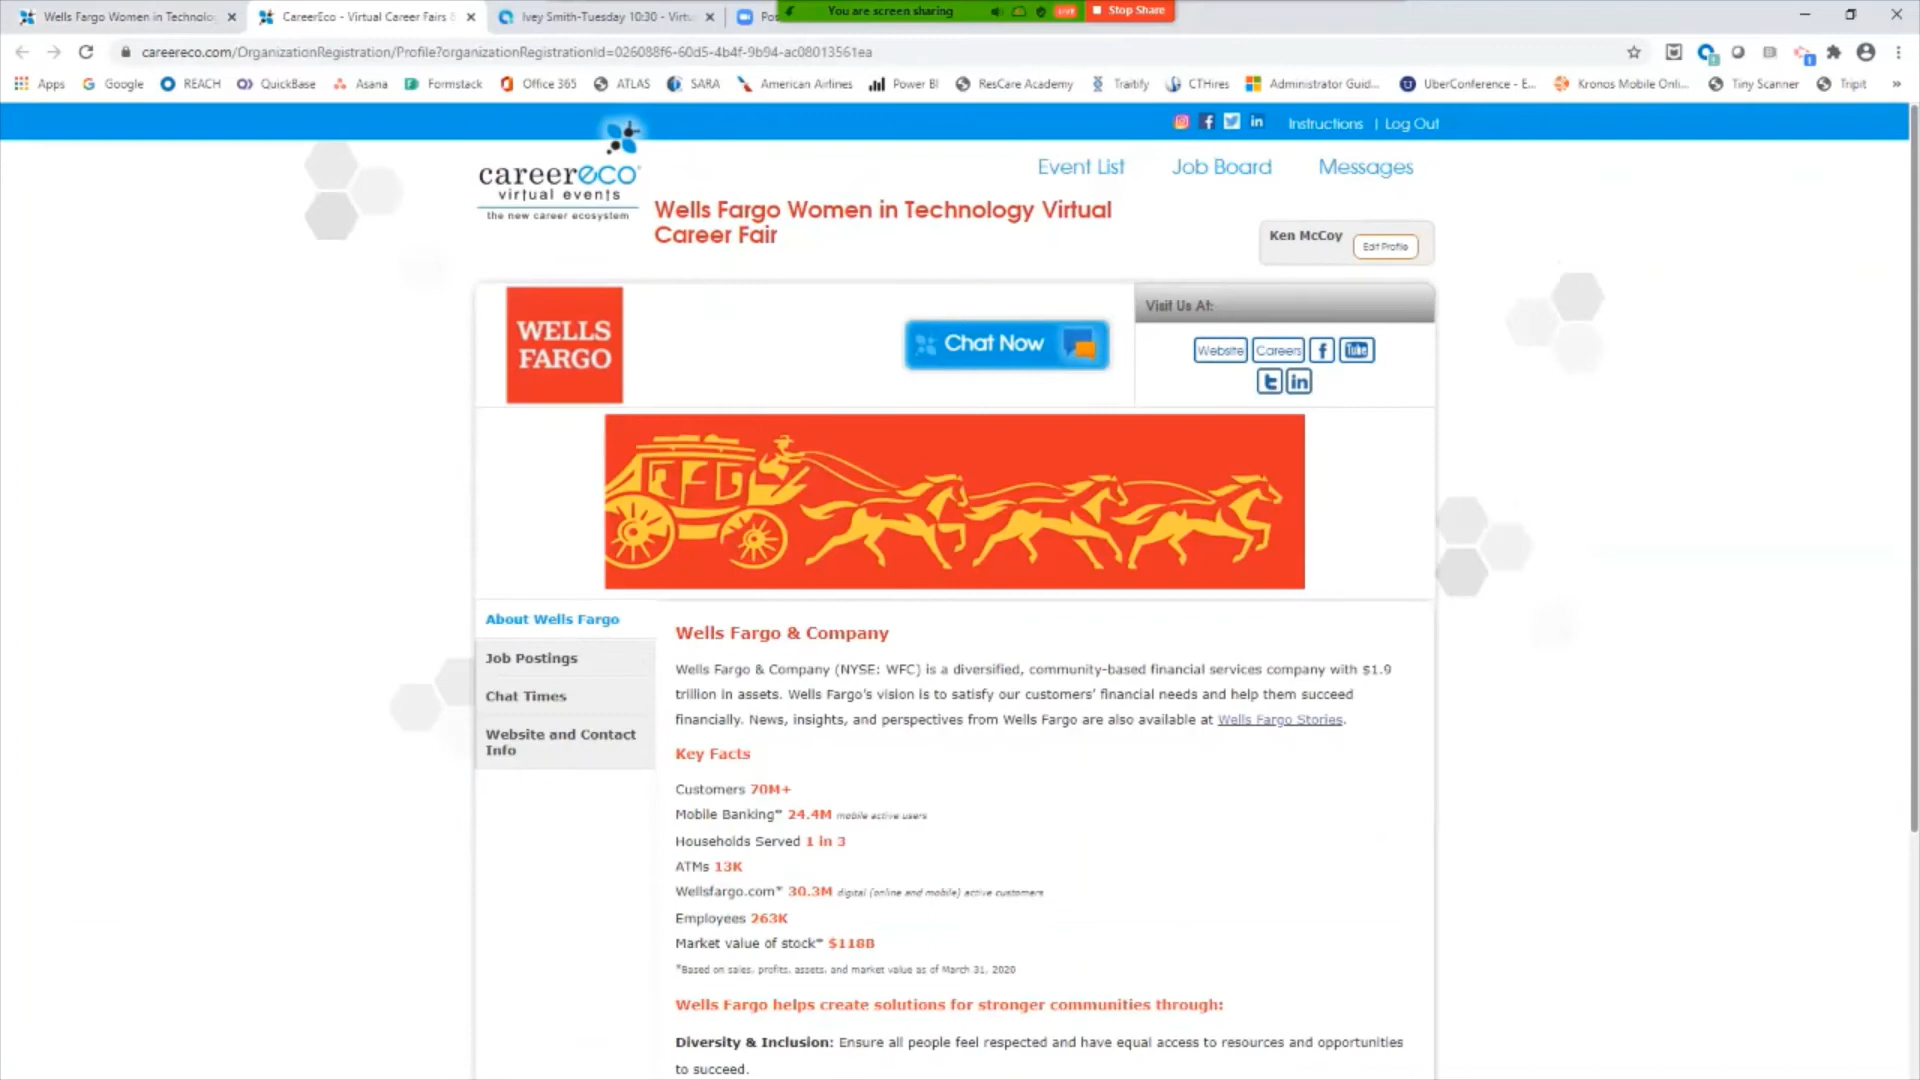 Wells Fargo Women in Technolo
CareerEco - Virtual Career Fairs &
Ivey Smith-Tuesday 10:30 - Virtu
Pos
You are screen sharing
LIVE
Stop Share
careereco.com/OrganizationRegistration/Profile?organizationRegistrationId=026088f6-60d5-4b4f-9b94-ac08013561ea
Apps Google REACH QuickBase Asana Formstack Office 365 ATLAS SARA American Airlines Power BI ResCare Academy Traitify CTHires Administrator Guid... UberConference - E... Kronos Mobile Onli... Tiny Scanner Tripit »
Instructions | Log Out
careereco
virtual events
the new career ecosystem
Event List Job Board Messages
Wells Fargo Women in Technology Virtual
Career Fair
Ken McCoy Edit Profile
WELLS
FARGO
Chat Now
Visit Us At:
Website Careers f Tube
t in
About Wells Fargo
Job Postings
Chat Times
Website and Contact
Info
Wells Fargo & Company
Wells Fargo & Company (NYSE: WFC) is a diversified, community-based financial services company with $1.9
trillion in assets. Wells Fargo's vision is to satisfy our customers' financial needs and help them succeed
financially. News, insights, and perspectives from Wells Fargo are also available at Wells Fargo Stories.
Key Facts
Customers 70M+
Mobile Banking* 24.4M mobile active users
Households Served 1 in 3
ATMs 13K
Wellsfargo.com* 30.3M digital (online and mobile) active customers
Employees 263K
Market value of stock* $118B
*Based on sales, profits, assets, and market value as of March 31, 2020
Wells Fargo helps create solutions for stronger communities through:
Diversity & Inclusion: Ensure all people feel respected and have equal access to resources and opportunities
to succeed.